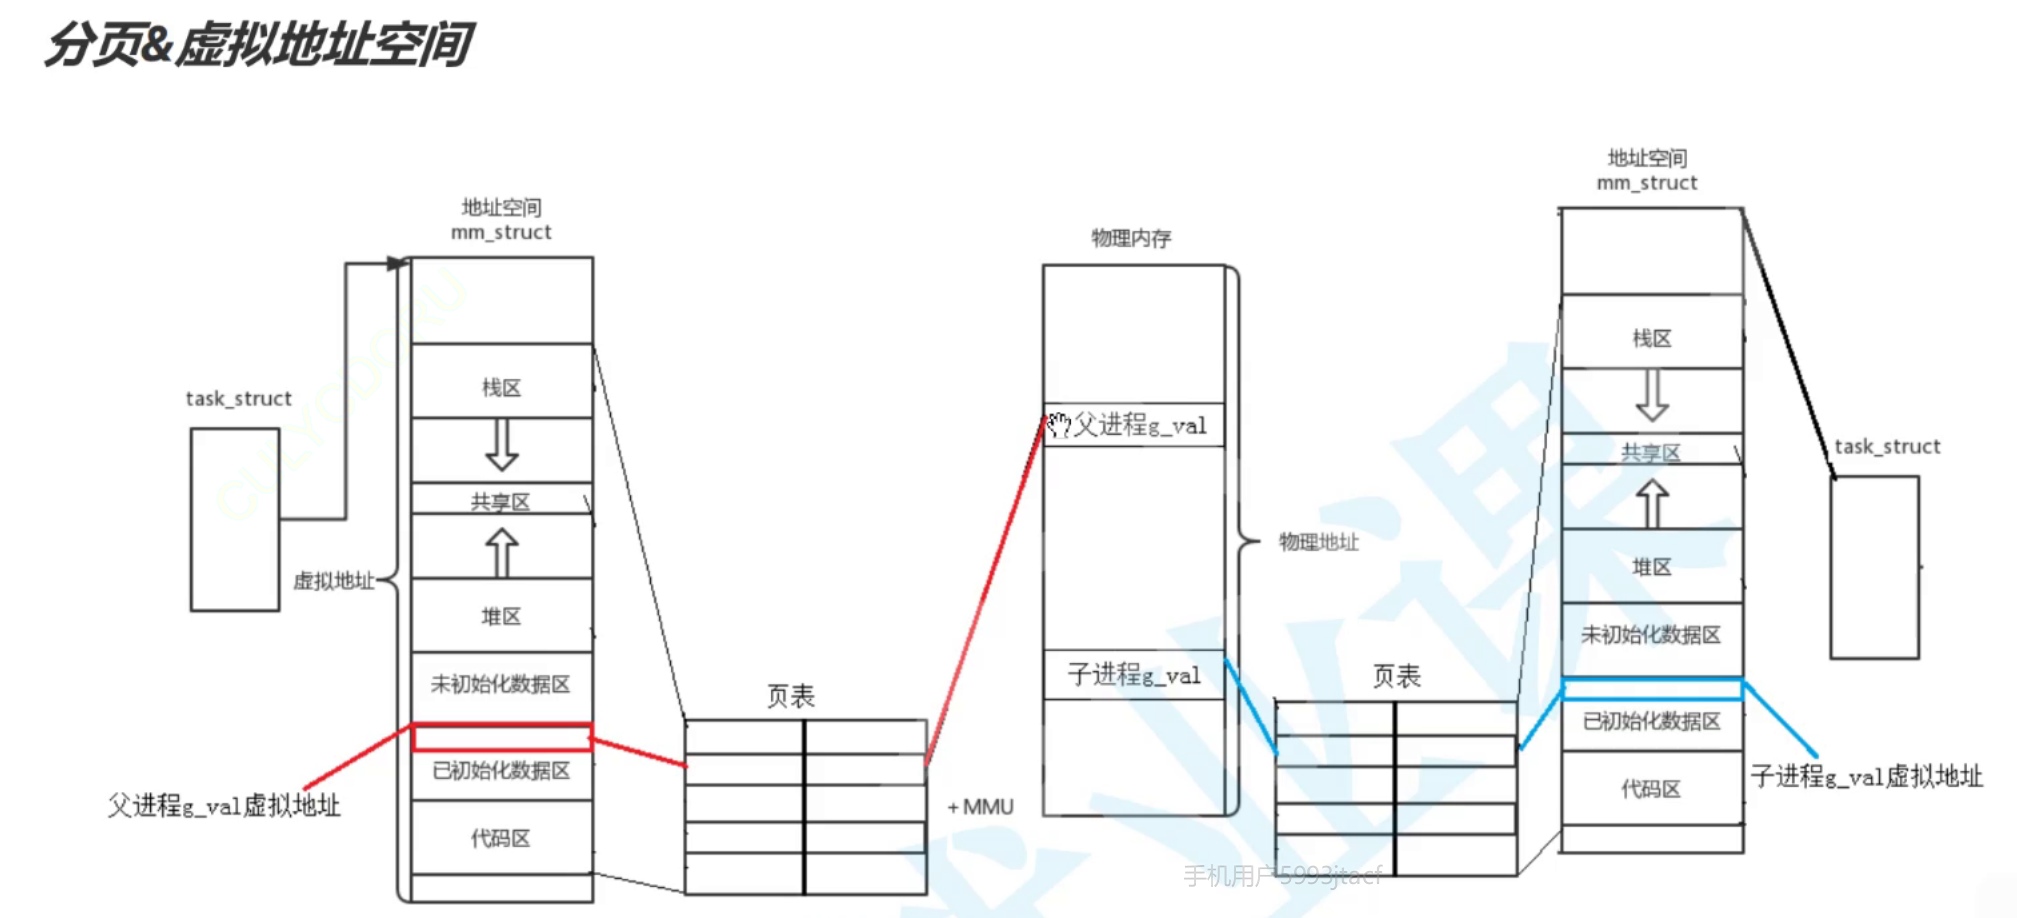 分页&虚拟地址空间
地址空间
mm_struct
task_struct
虚拟地址
栈区
共享区
堆区
未初始化数据区
已初始化数据区
代码区
父进程g_val虚拟地址
页表
+MMU
物理内存
父进程g_val
子进程g_val
物理地址
页表
地址空间
mm_struct
栈区
共享区
堆区
未初始化数据区
已初始化数据区
代码区
task_struct
子进程g_val虚拟地址
手机用户5993jtacf